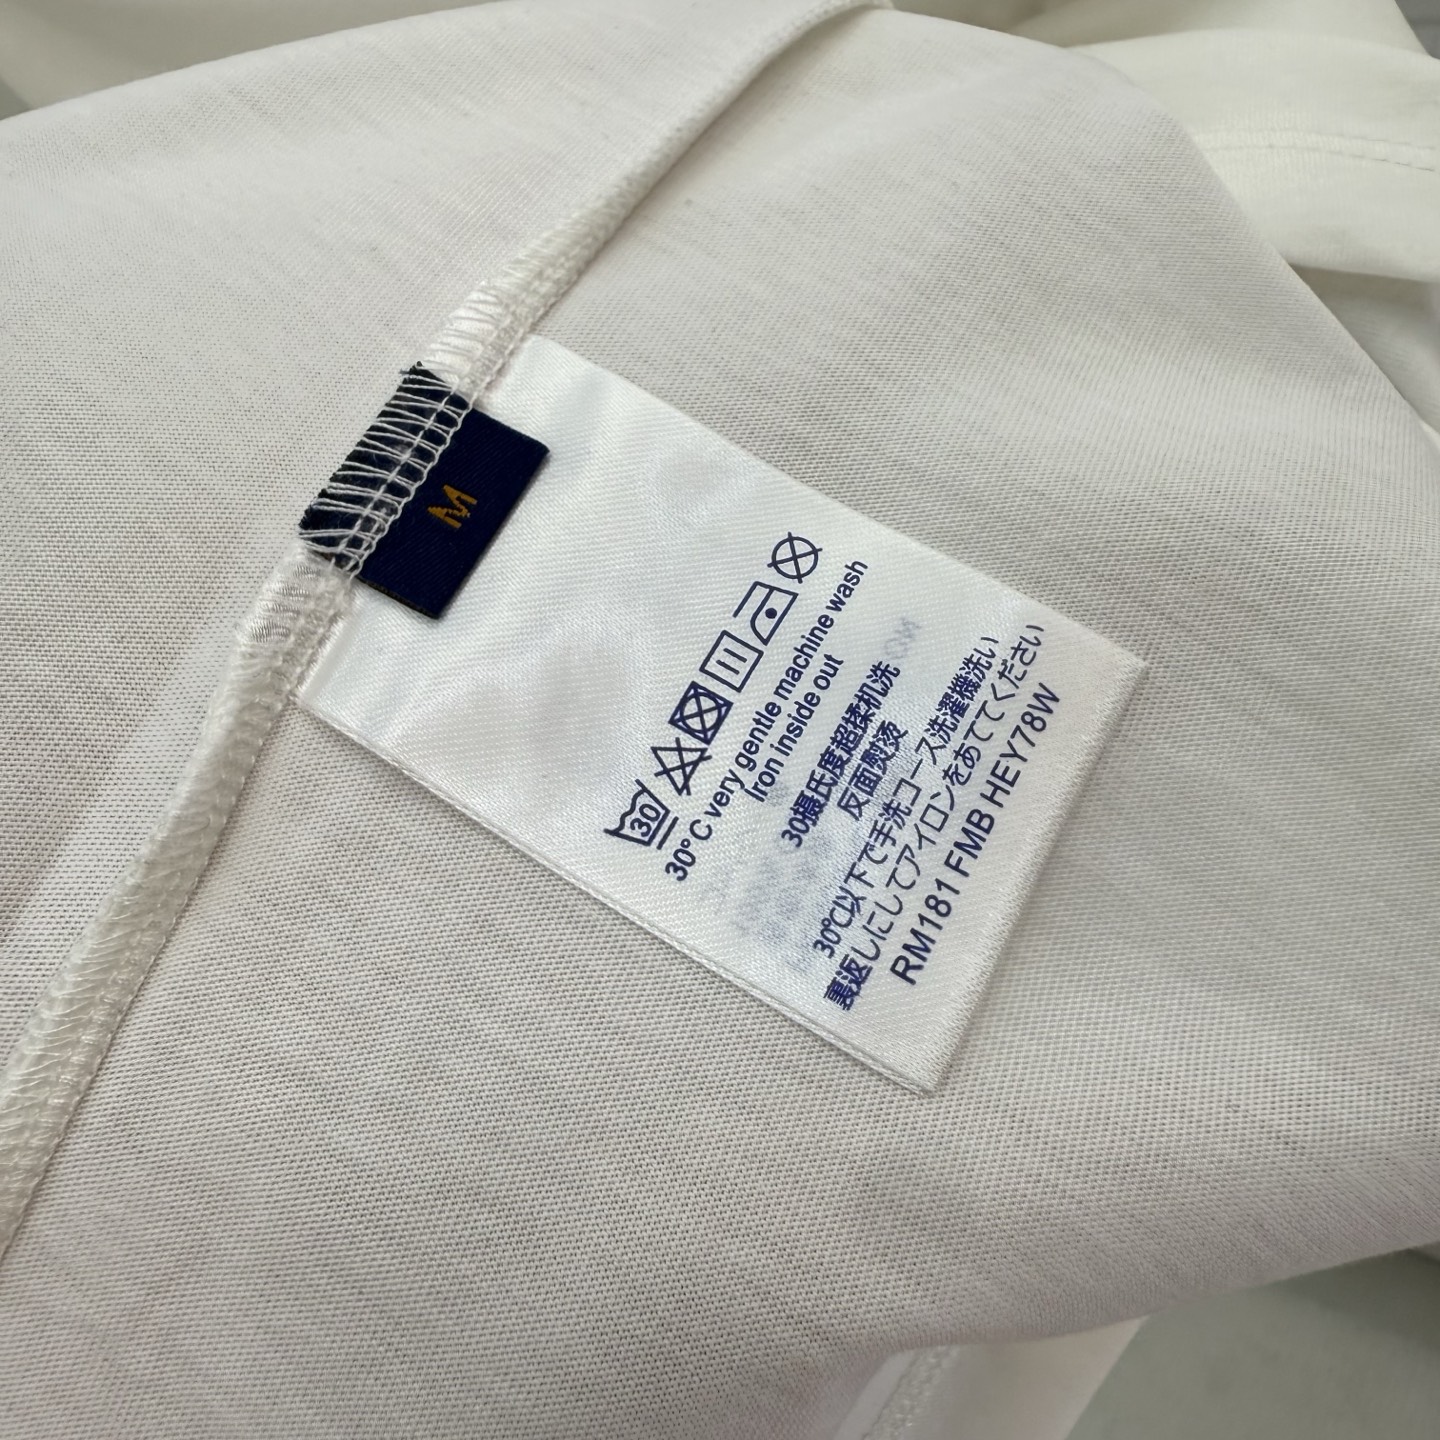 M
30
30°C very gentle machine wash
Iron inside out
30摄氏度超揉机洗
反面熨烫
30℃以下で手洗コース洗濯機洗い
裏返しにしてアイロンをあててください
RM181 FMB HEY78W